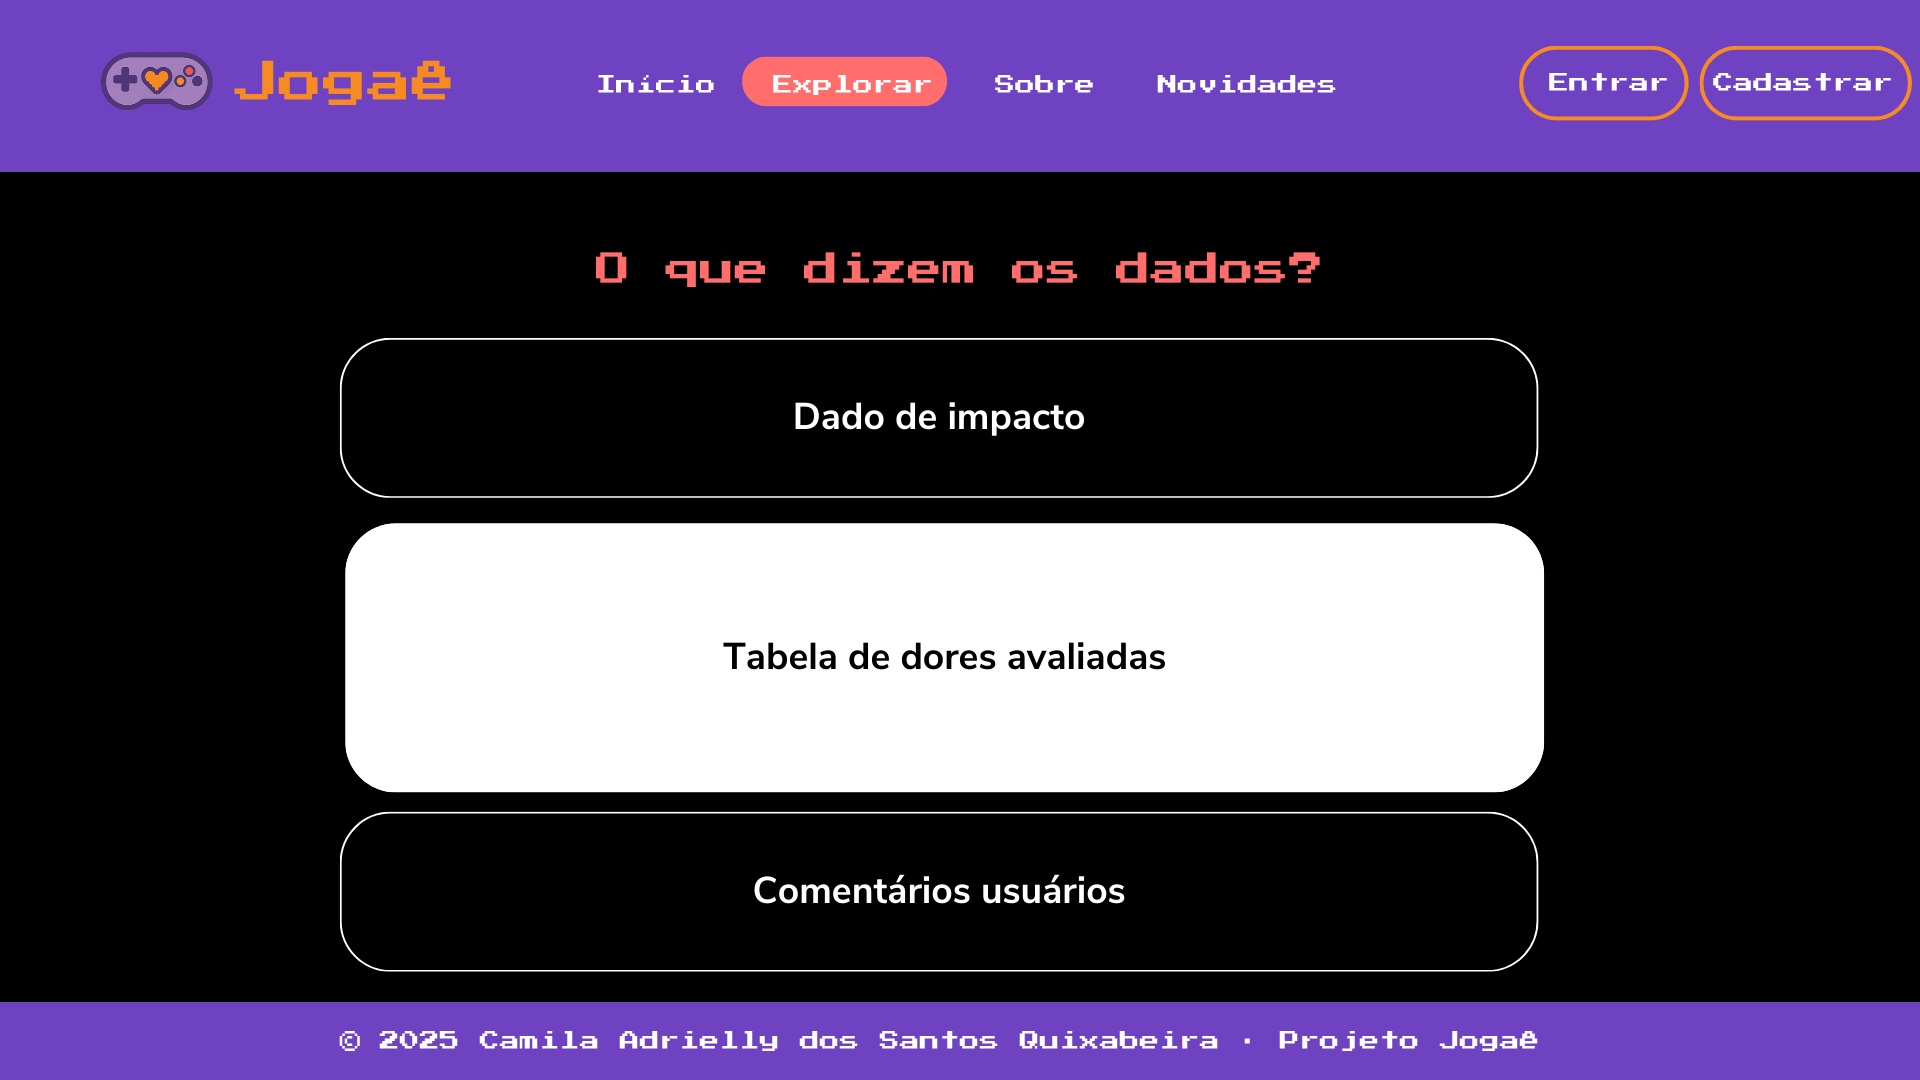 Jogaê
Início Explorar Sobre Novidades
Entrar Cadastrar
O que dizem os dados?
Dado de impacto
Tabela de dores avaliadas
Comentários usuários
© 2025 Camila Adrielly dos Santos Quixabeira · Projeto Jogaê